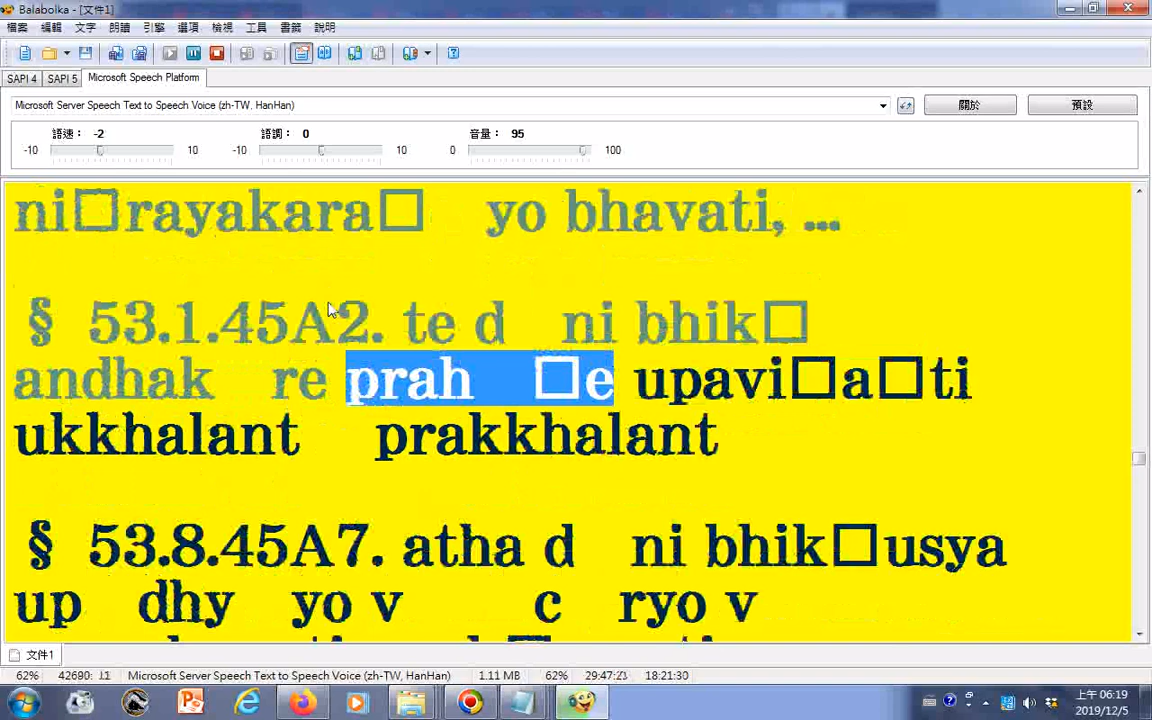 Balabolka - [文件1]
檔案 編輯 文字 朗讀 引擎 選項 檢視 工具 書籤 說明
SAPI 4 SAPI 5 Microsoft Speech Platform
Microsoft Server Speech Text to Speech Voice (zh-TW, HanHan) 關於 預設
語速： -2 語調： 0 音量： 95
-10 10 -10 10 0 100
ni□rayakara□ yo bhavati, ...
§ 53.1.45A2. te d ni bhik□
andhak re prah □e upavi□a□ti
ukkhalant prakkhalant
§ 53.8.45A7. atha d ni bhik□usya
up dhy yo v c ryo v
文件1
62% 42690: 11 Microsoft Server Speech Text to Speech Voice (zh-TW, HanHan) 1.11 MB 62% 29:47:23 18:21:30
上午 06:19
2019/12/5